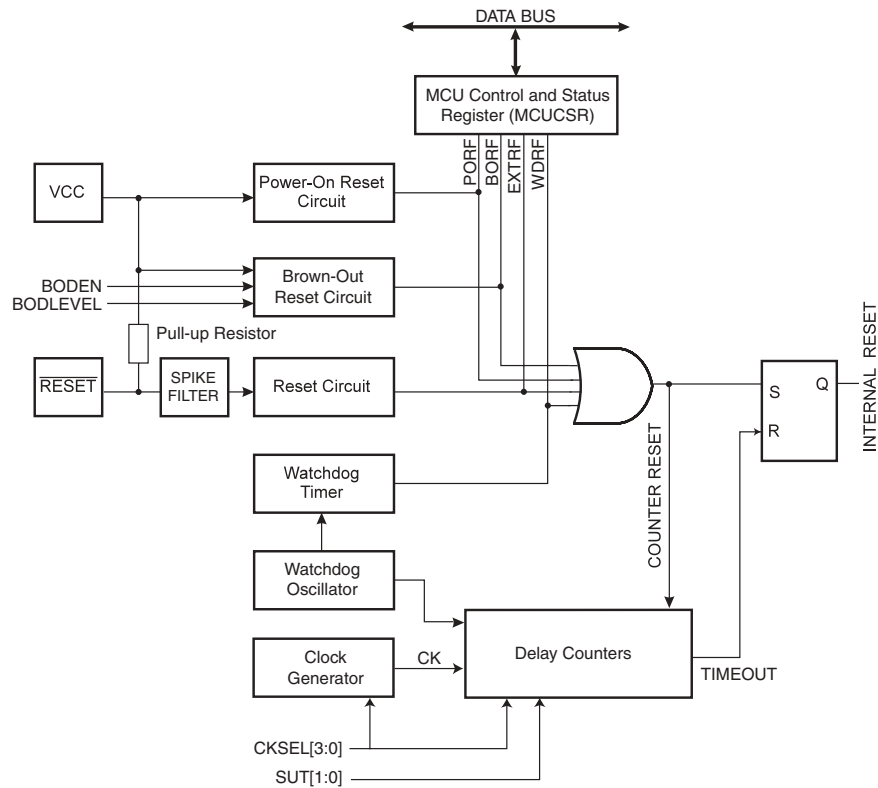 DATA BUS
MCU Control and Status
Register (MCUCSR)
PORF
BORF
EXTRF
WDRF
VCC
Power-On Reset
Circuit
BODEN
BODLEVEL
Brown-Out
Reset Circuit
Pull-up Resistor
RESET
SPIKE
FILTER
Reset Circuit
S
Q
R
INTERNAL RESET
COUNTER RESET
Watchdog
Timer
Watchdog
Oscillator
Clock
Generator
CK
Delay Counters
TIMEOUT
CKSEL[3:0]
SUT[1:0]